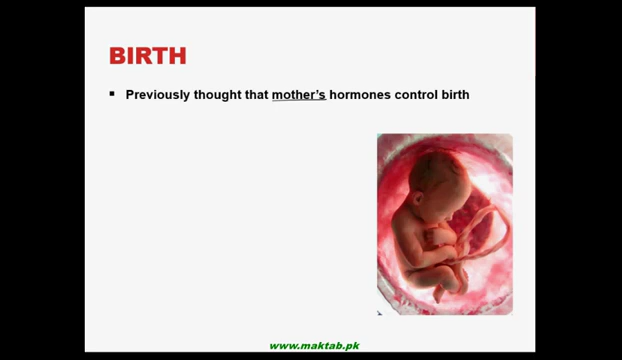 BIRTH
▪ Previously thought that mother's hormones control birth
www.maktab.pk